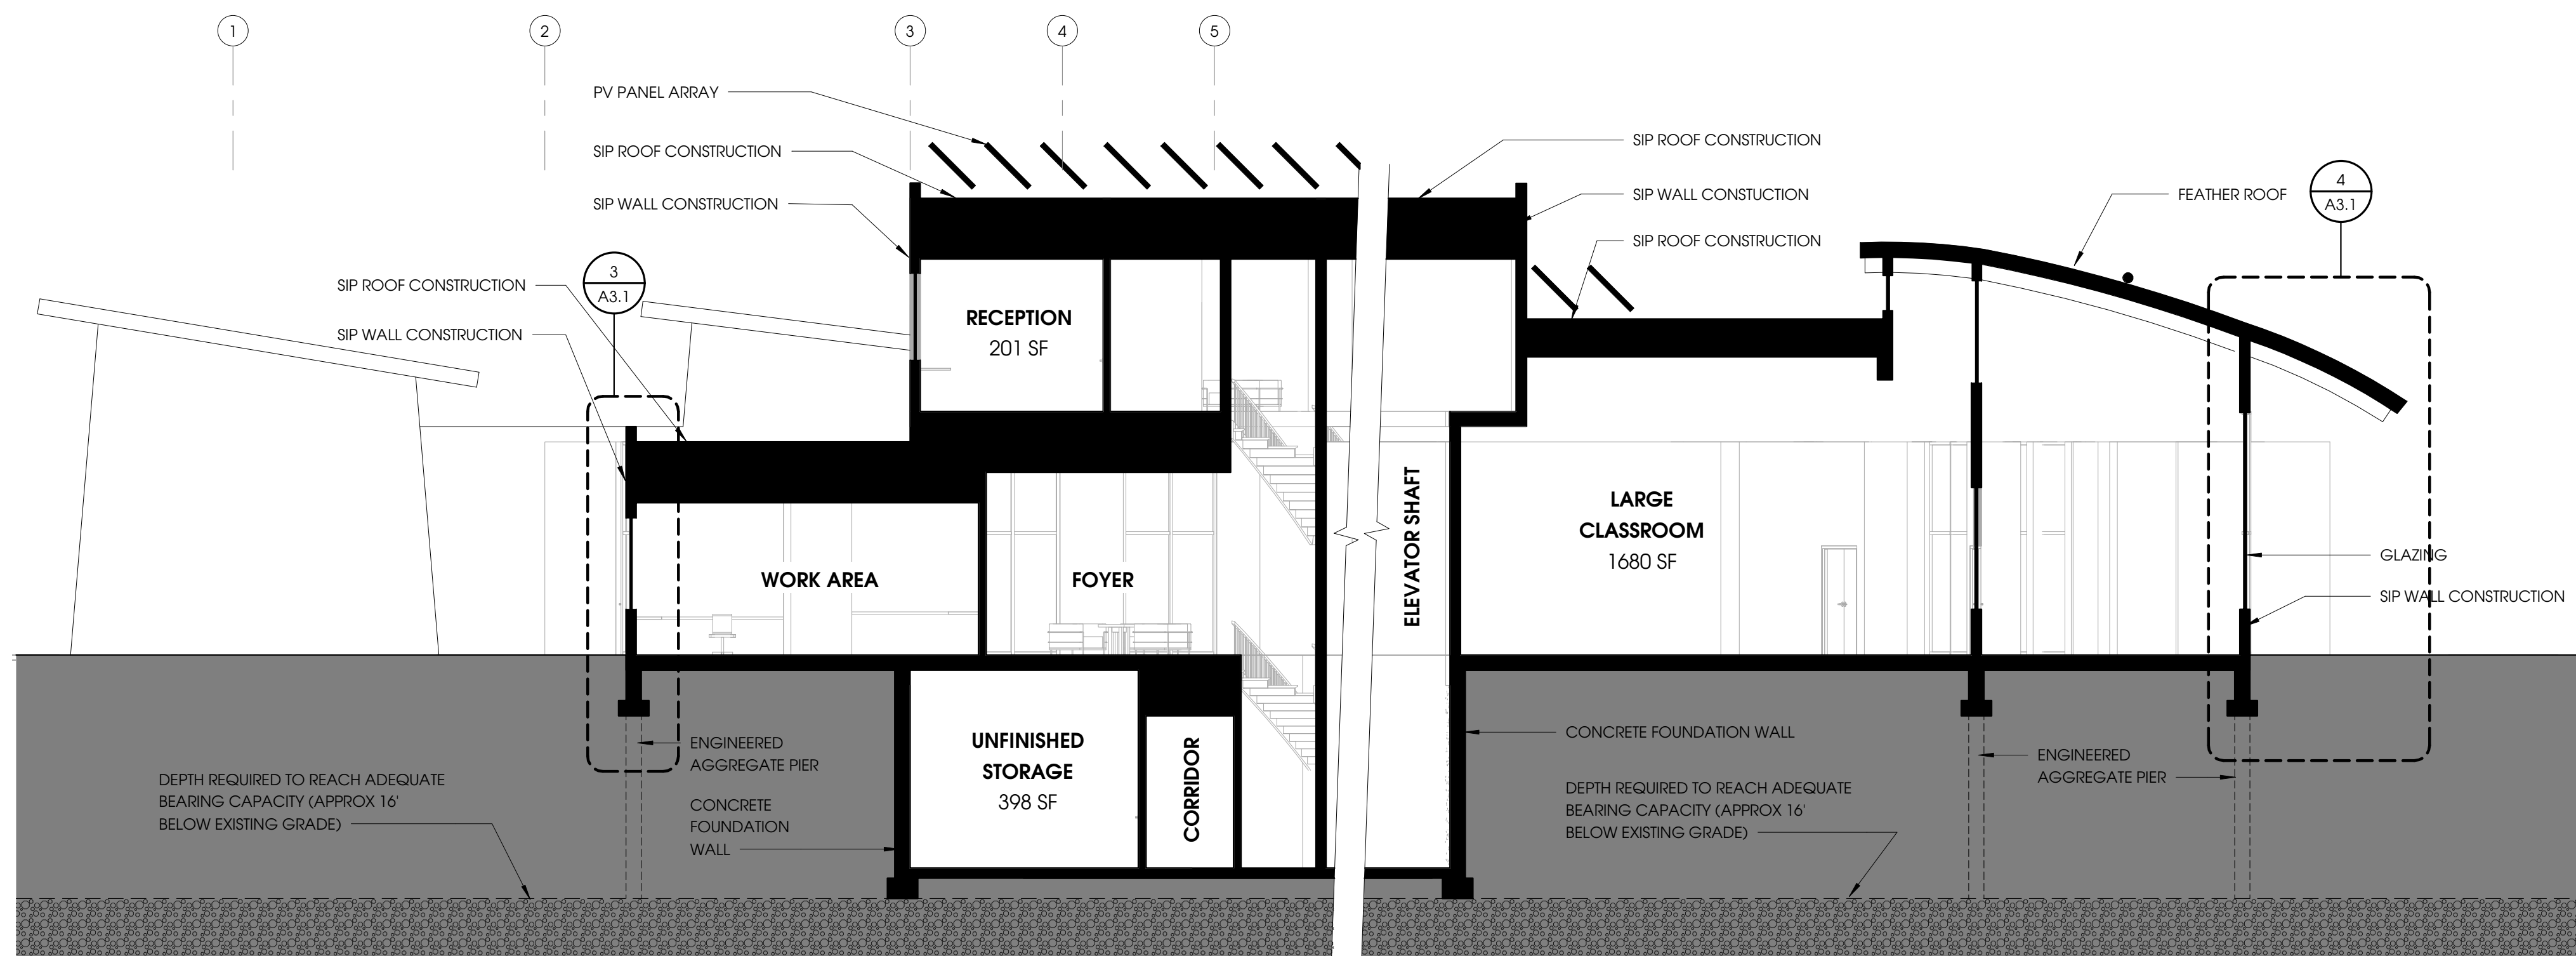 1
2
3
4
5
PV PANEL ARRAY
SIP ROOF CONSTRUCTION
SIP WALL CONSTRUCTION
SIP ROOF CONSTRUCTION
SIP WALL CONSTUCTION
SIP ROOF CONSTRUCTION
FEATHER ROOF
4
A3.1
3
A3.1
SIP ROOF CONSTRUCTION
SIP WALL CONSTRUCTION
RECEPTION
201 SF
WORK AREA
FOYER
ELEVATOR SHAFT
LARGE
CLASSROOM
1680 SF
GLAZING
SIP WALL CONSTRUCTION
UNFINISHED
STORAGE
398 SF
CORRIDOR
ENGINEERED
AGGREGATE PIER
DEPTH REQUIRED TO REACH ADEQUATE
BEARING CAPACITY (APPROX 16'
BELOW EXISTING GRADE)
CONCRETE
FOUNDATION
WALL
CONCRETE FOUNDATION WALL
DEPTH REQUIRED TO REACH ADEQUATE
BEARING CAPACITY (APPROX 16'
BELOW EXISTING GRADE)
ENGINEERED
AGGREGATE PIER